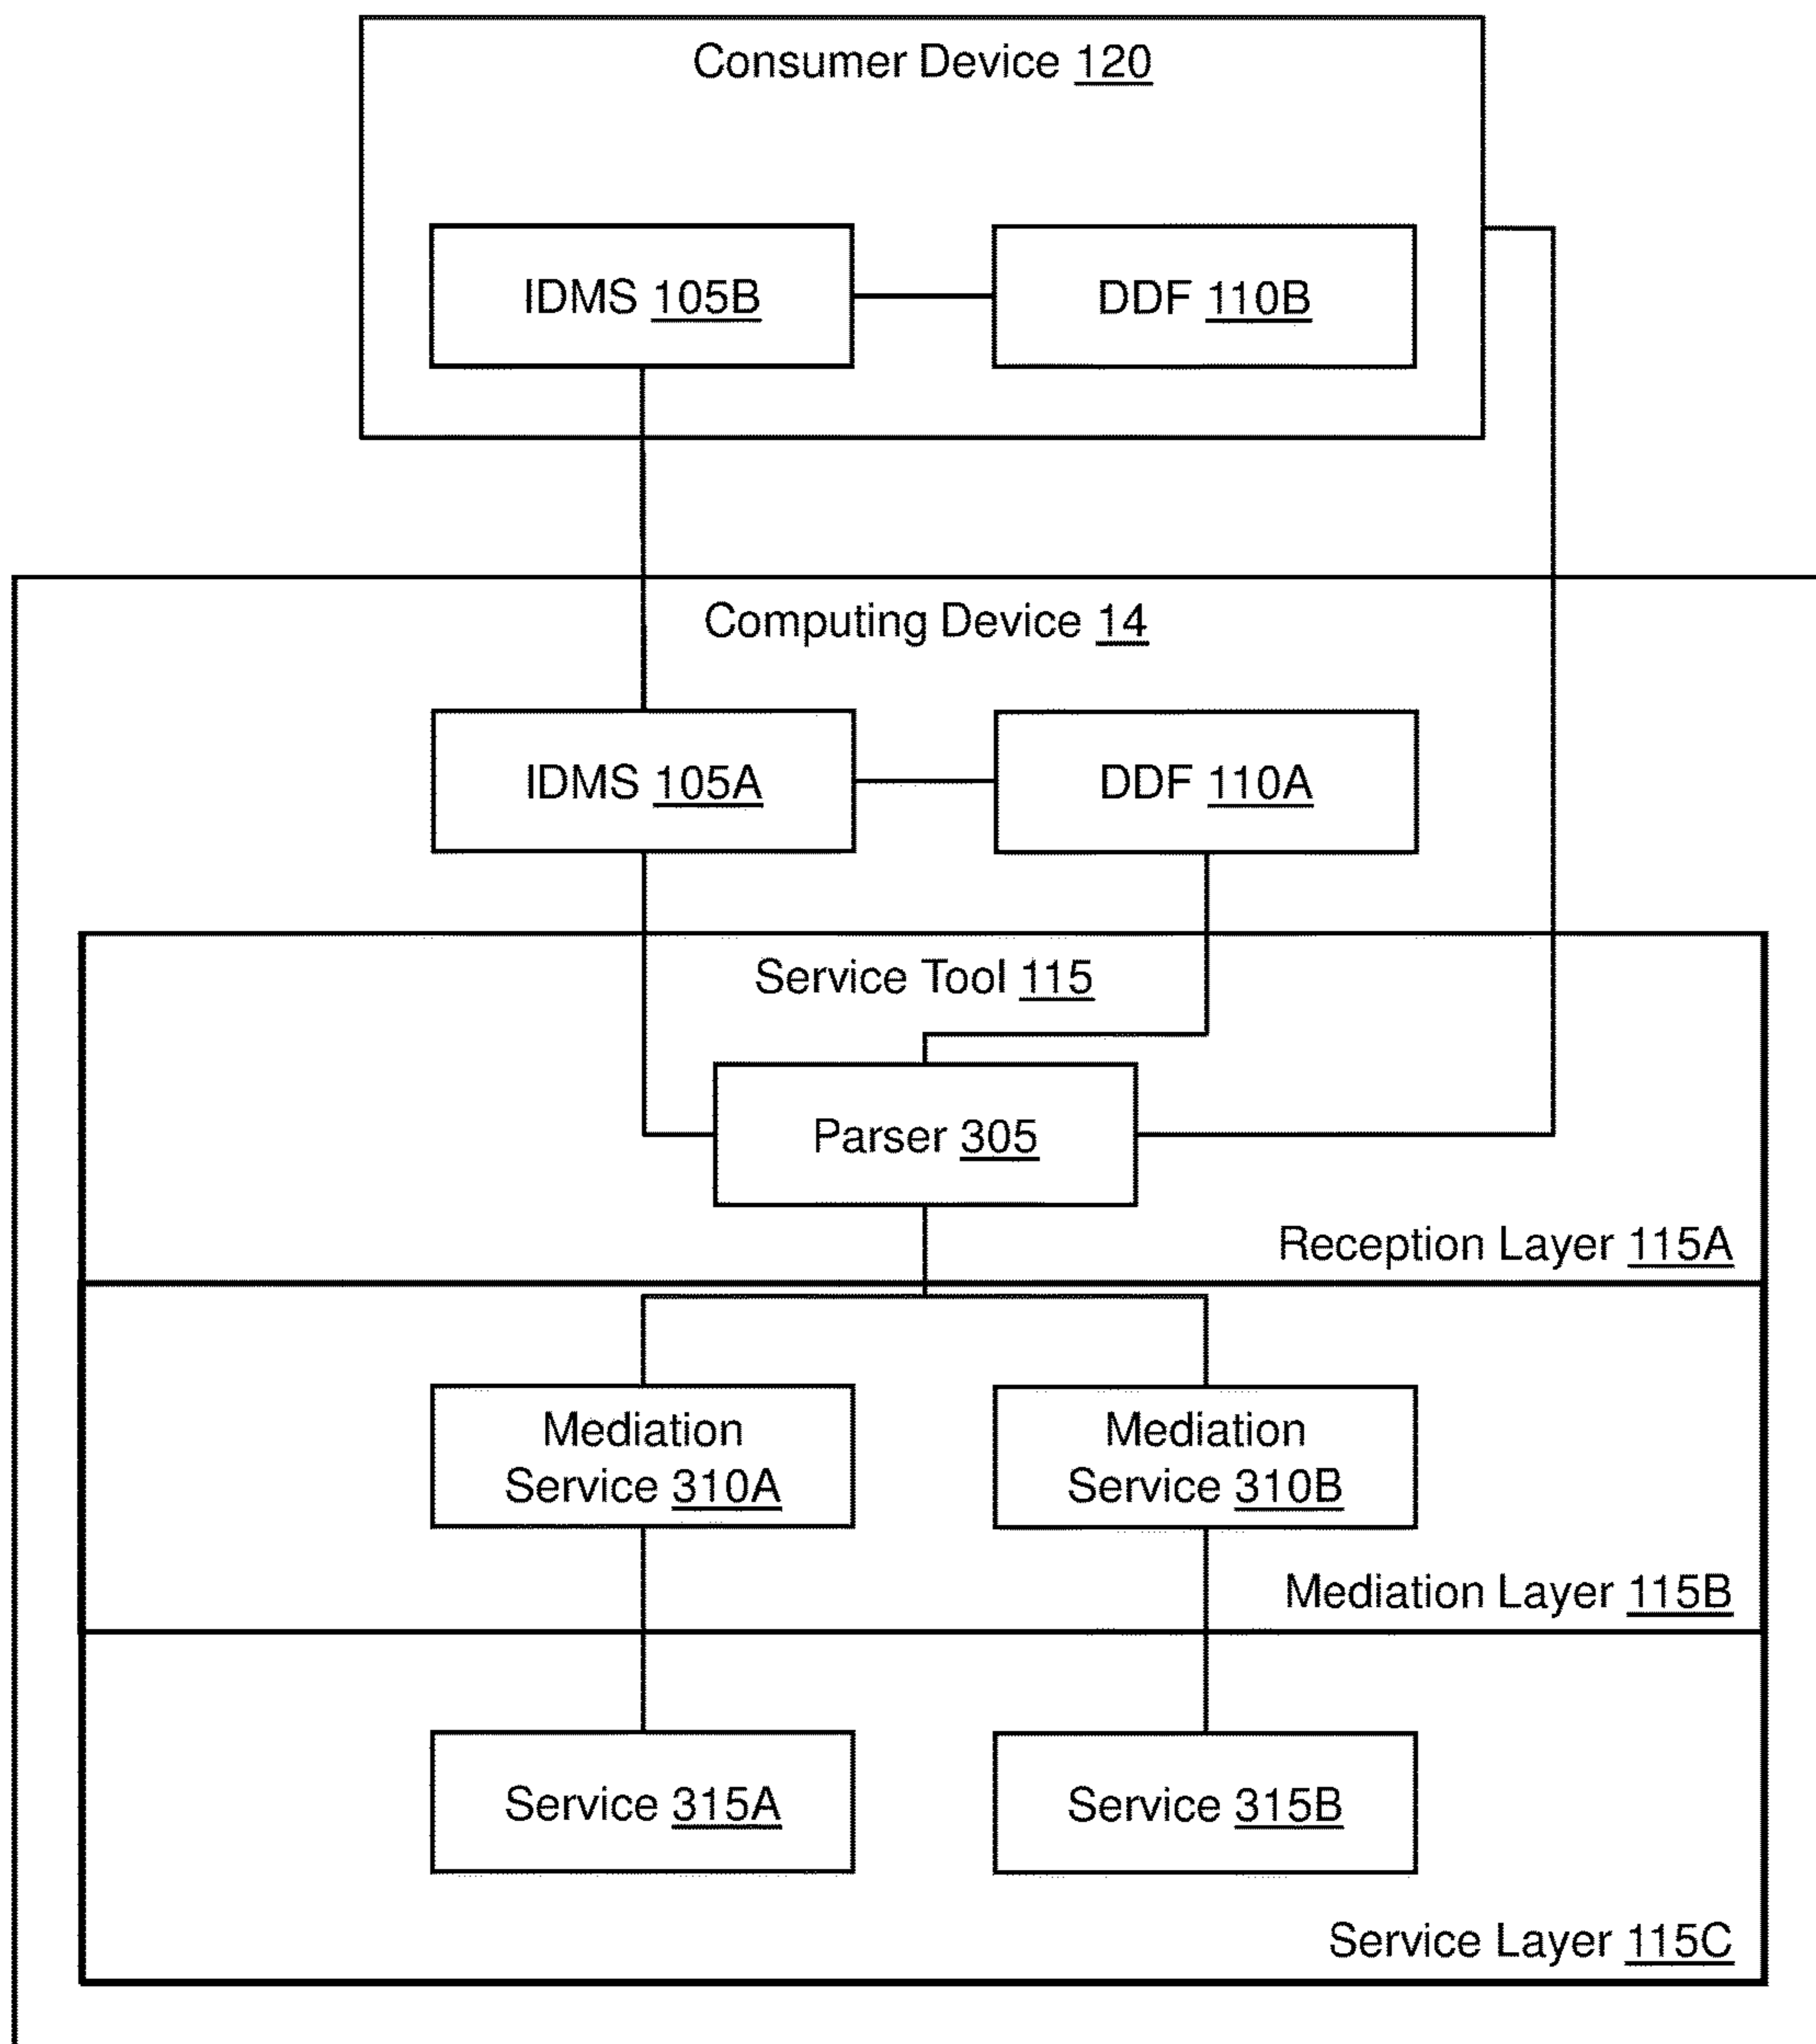 Consumer Device 120
IDMS 105B
DDF 110B
Computing Device 14
IDMS 105A
DDF 110A
Service Tool 115
Parser 305
Reception Layer 115A
Mediation
Service 310A
Mediation
Service 310B
Mediation Layer 115B
Service 315A
Service 315B
Service Layer 115C